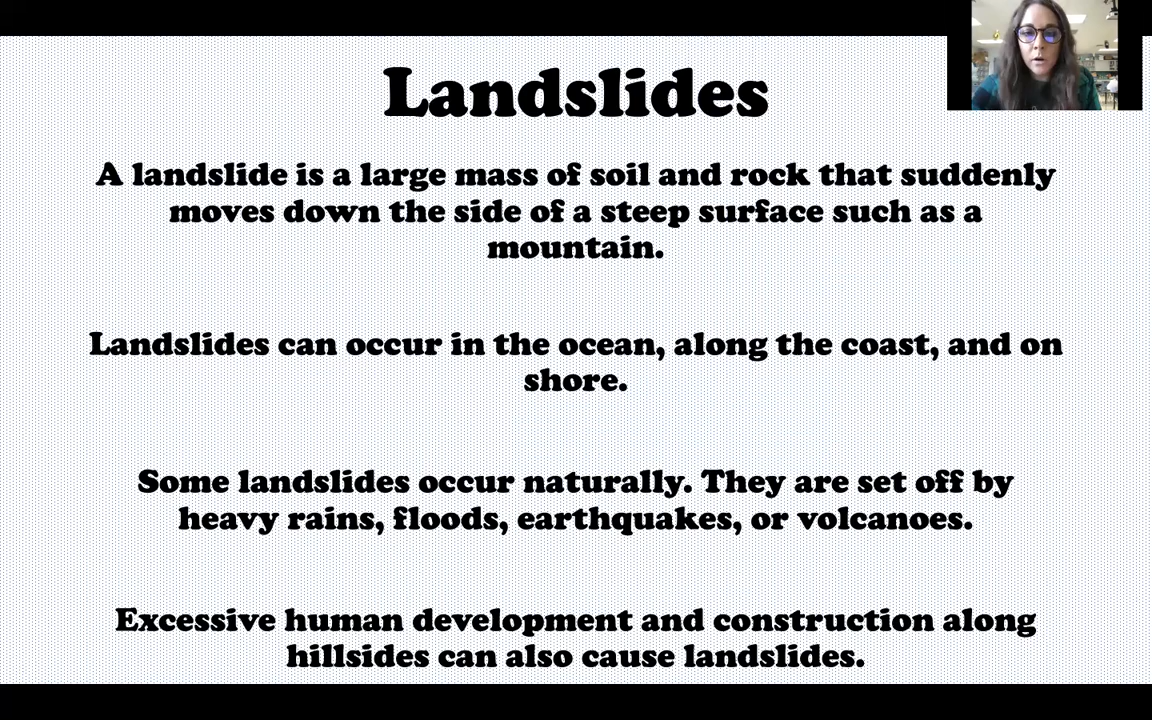 Landslides
A landslide is a large mass of soil and rock that suddenly
moves down the side of a steep surface such as a
mountain.
Landslides can occur in the ocean, along the coast, and on
shore.
Some landslides occur naturally. They are set off by
heavy rains, floods, earthquakes, or volcanoes.
Excessive human development and construction along
hillsides can also cause landslides.